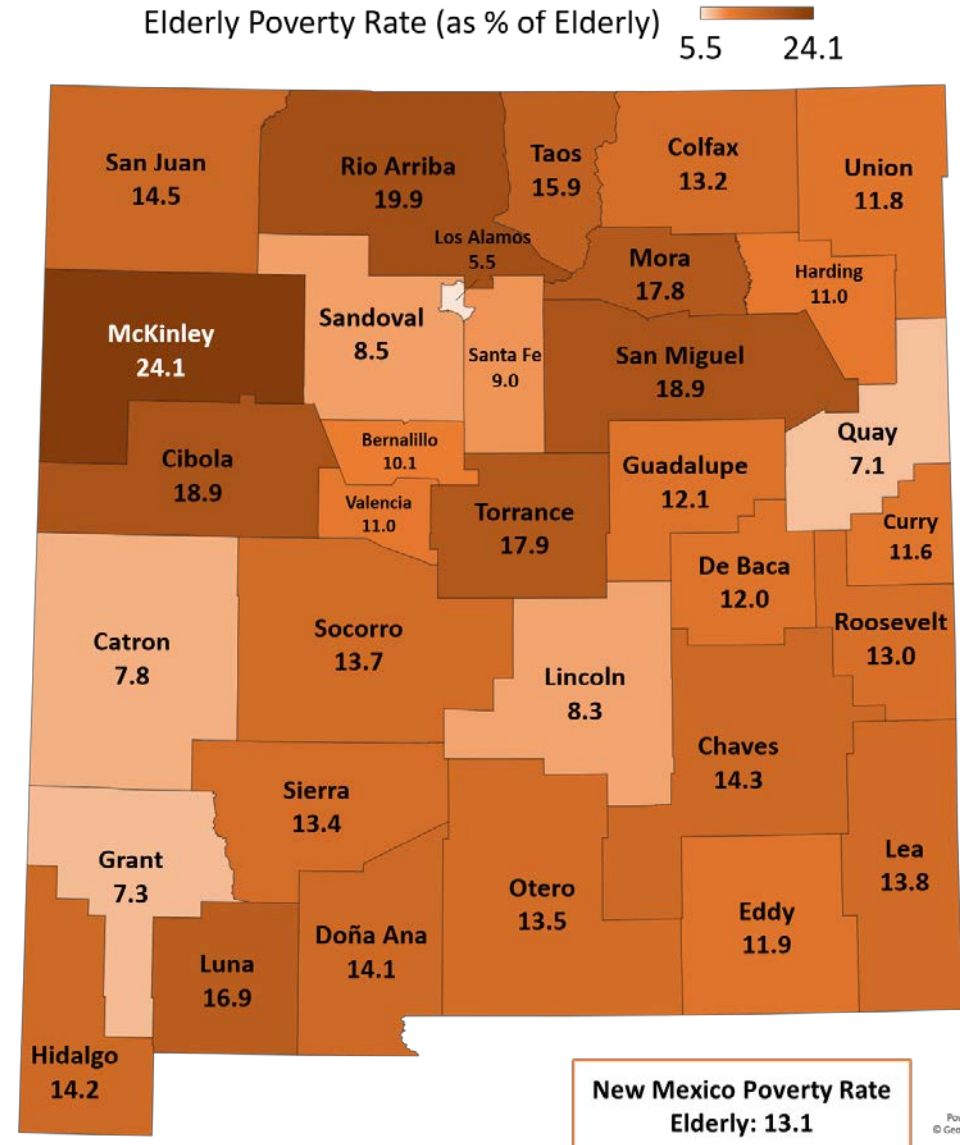 Elderly Poverty Rate (as % of Elderly)
5.5 24.1
San Juan
14.5
Rio Arriba
19.9
Taos
15.9
Colfax
13.2
Union
11.8
Los Alamos
5.5
Mora
17.8
Harding
11.0
McKinley
24.1
Sandoval
8.5
Santa Fe
9.0
San Miguel
18.9
Quay
7.1
Cibola
18.9
Bernalillo
10.1
Valencia
11.0
Torrance
17.9
Guadalupe
12.1
Curry
11.6
De Baca
12.0
Roosevelt
13.0
Catron
7.8
Socorro
13.7
Lincoln
8.3
Chaves
14.3
Sierra
13.4
Grant
7.3
Otero
13.5
Lea
13.8
Eddy
11.9
Doña Ana
14.1
Luna
16.9
Hidalgo
14.2
New Mexico Poverty Rate
Elderly: 13.1